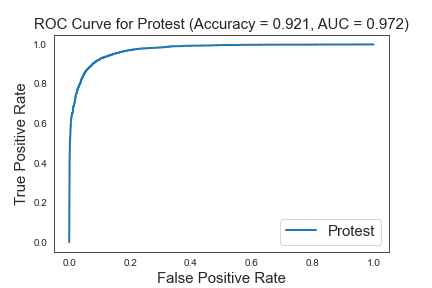 ROC Curve for Protest (Accuracy = 0.921, AUC = 0.972)
1.0
0.8
0.6
0.4
0.2
0.0
True Positive Rate
Protest
0.0 0.2 0.4 0.6 0.8 1.0
False Positive Rate